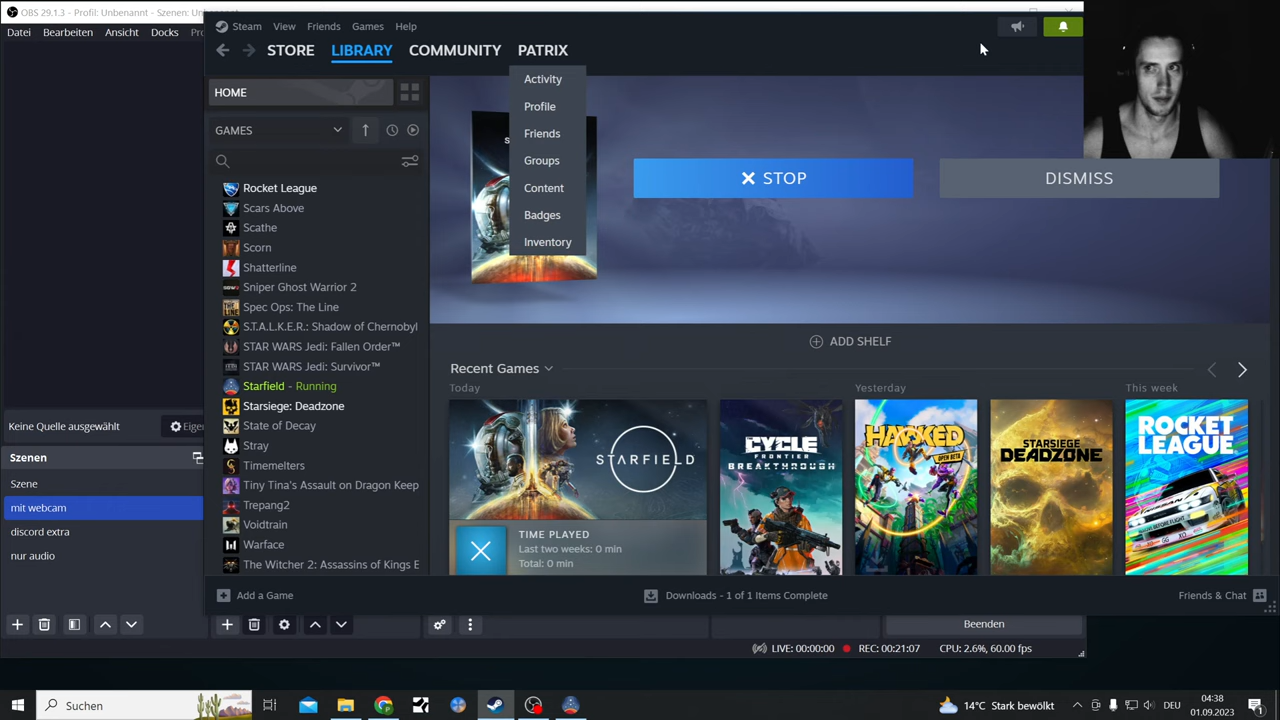 OBS 29.1.3 - Profil: Unbenannt - Szenen: Unbenannt
Datei Bearbeiten Ansicht Docks
Steam View Friends Games Help
STORE LIBRARY COMMUNITY PATRIX
Activity
Profile
Friends
Groups
Content
Badges
Inventory
HOME
GAMES
STOP
DISMISS
Rocket League
Scars Above
Scathe
Scorn
Shatterline
Sniper Ghost Warrior 2
Spec Ops: The Line
S.T.A.L.K.E.R.: Shadow of Chernobyl
STAR WARS Jedi: Fallen Order™
STAR WARS Jedi: Survivor™
Starfield - Running
Starsiege: Deadzone
State of Decay
Stray
Timemelters
Tiny Tina's Assault on Dragon Keep
Trepang2
Voidtrain
Warface
The Witcher 2: Assassins of Kings E
ADD SHELF
Recent Games
Today
Yesterday
This week
STARFIELD
THE CYCLE
FRONTIER
BREAKTHROUGH
HAWKED
OPEN BETA
STARSIEGE
DEADZONE
ROCKET
LEAGUE
TIME PLAYED
Last two weeks: 0 min
Total: 0 min
Add a Game
Downloads - 1 of 1 Items Complete
Friends & Chat
Keine Quelle ausgewählt
Szenen
Szene
mit webcam
discord extra
nur audio
Beenden
LIVE: 00:00:00 REC: 00:21:07 CPU: 2.6%, 60.00 fps
Suchen
14°C Stark bewölkt
DEU
04:38
01.09.2023
1